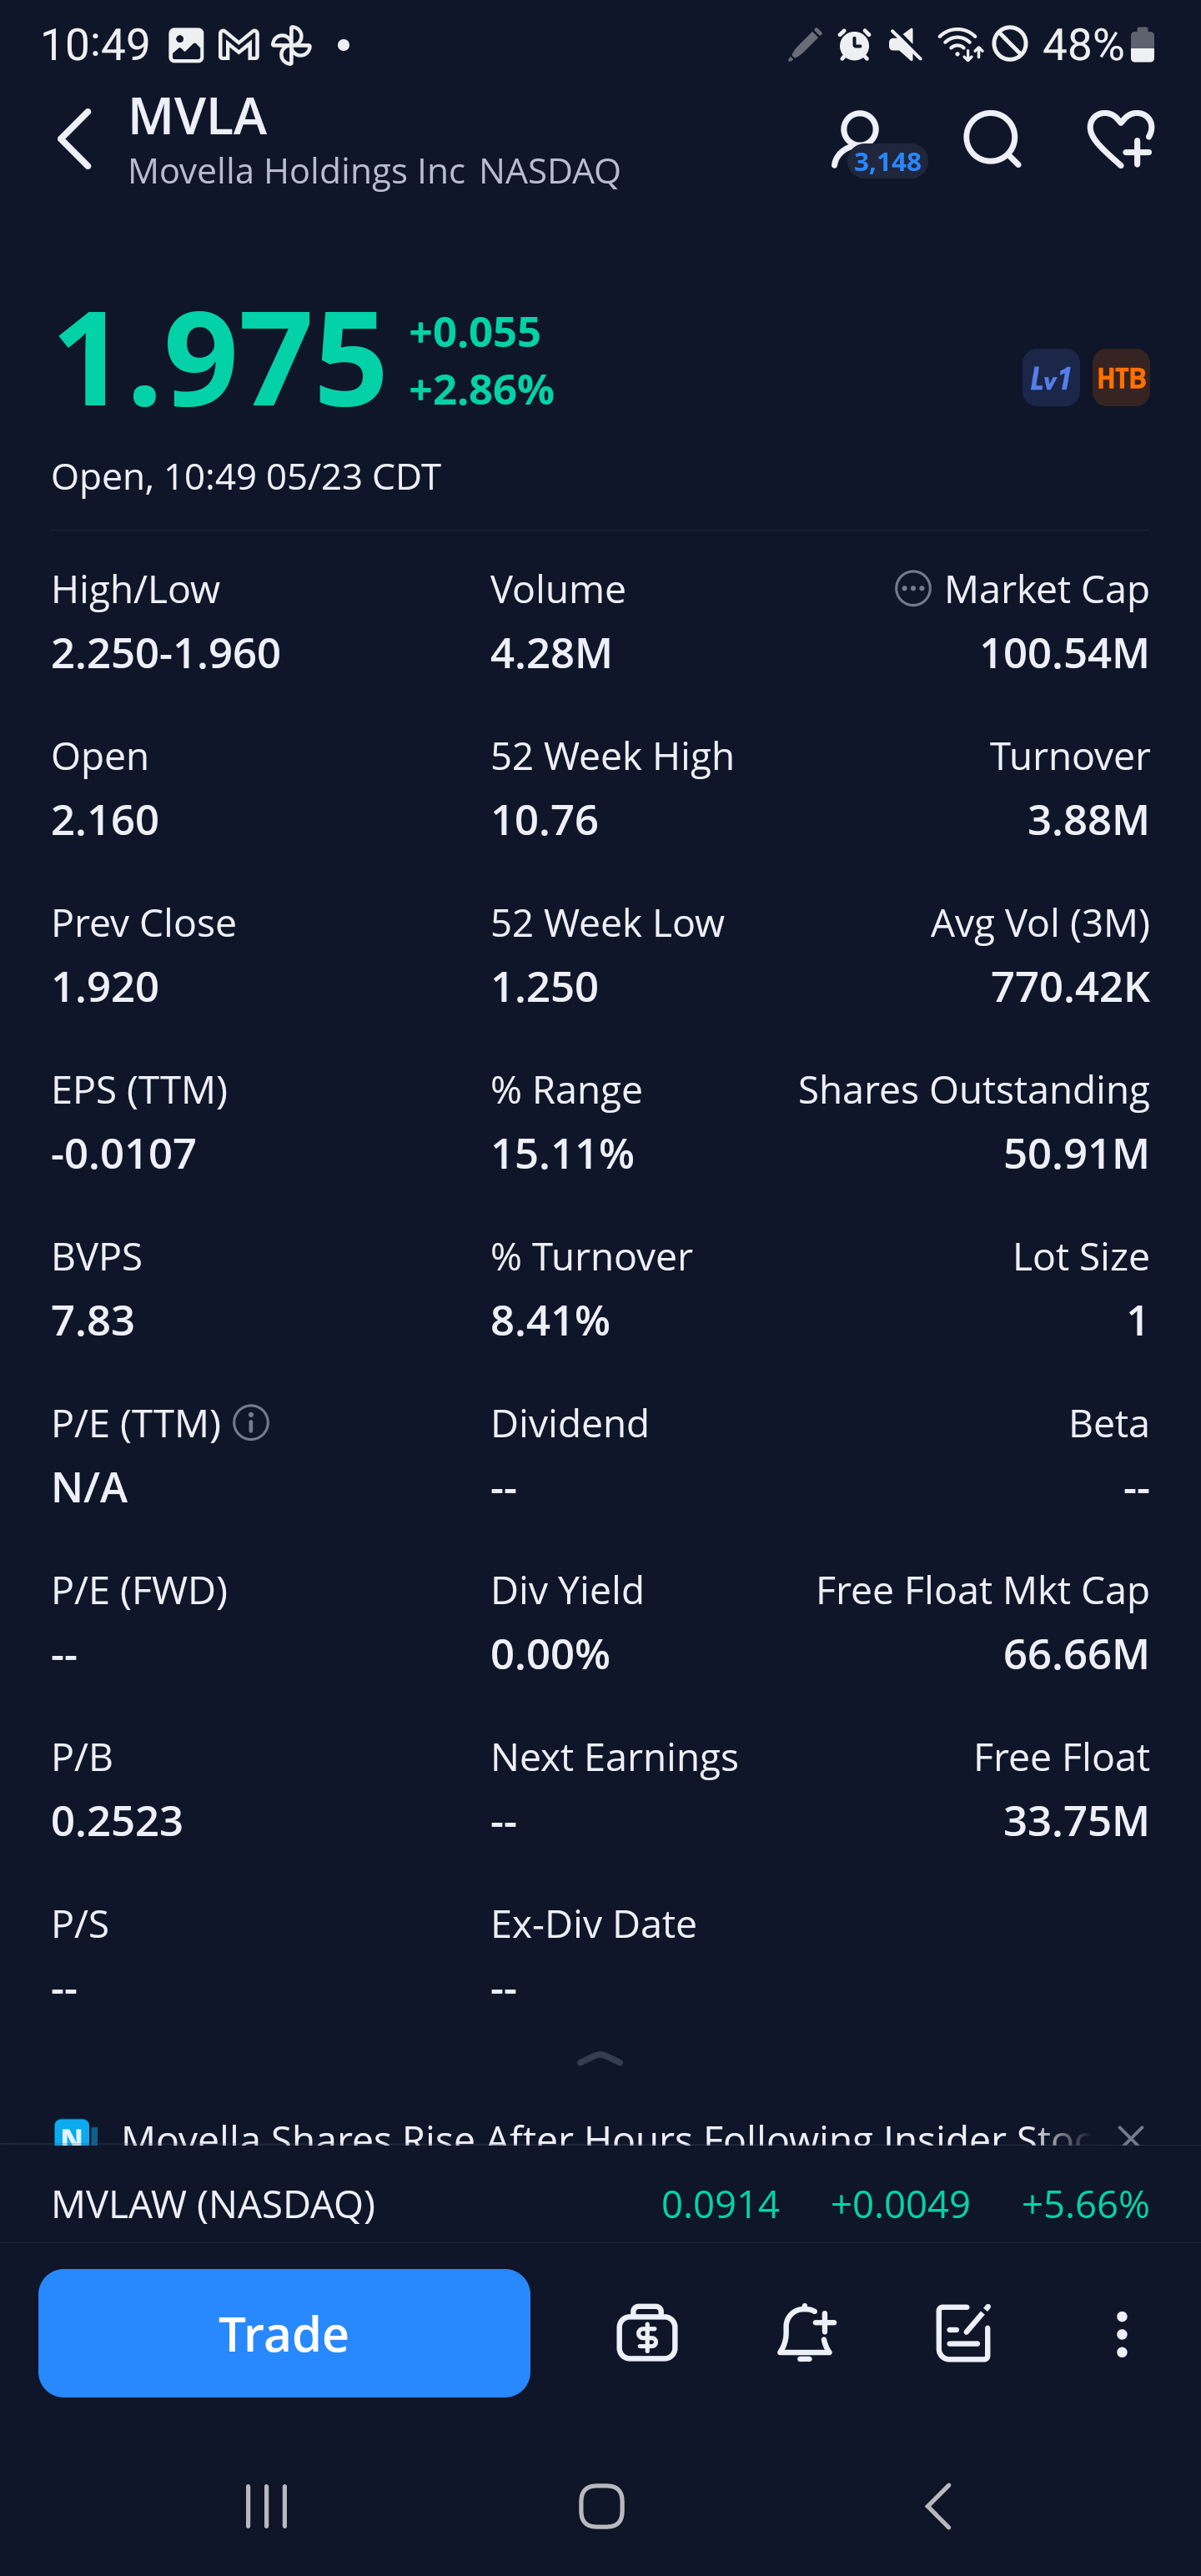 10:49 48%
MVLA
Movella Holdings Inc NASDAQ
3,148
1.975 +0.055
+2.86%
Lv1 HTB
Open, 10:49 05/23 CDT
High/Low Volume Market Cap
2.250-1.960 4.28M 100.54M
Open 52 Week High Turnover
2.160 10.76 3.88M
Prev Close 52 Week Low Avg Vol (3M)
1.920 1.250 770.42K
EPS (TTM) % Range Shares Outstanding
-0.0107 15.11% 50.91M
BVPS % Turnover Lot Size
7.83 8.41% 1
P/E (TTM) Dividend Beta
N/A -- --
P/E (FWD) Div Yield Free Float Mkt Cap
-- 0.00% 66.66M
P/B Next Earnings Free Float
0.2523 -- 33.75M
P/S Ex-Div Date
-- --
N Movella Shares Rise After Hours Following Insider Stoc
MVLAW (NASDAQ) 0.0914 +0.0049 +5.66%
Trade